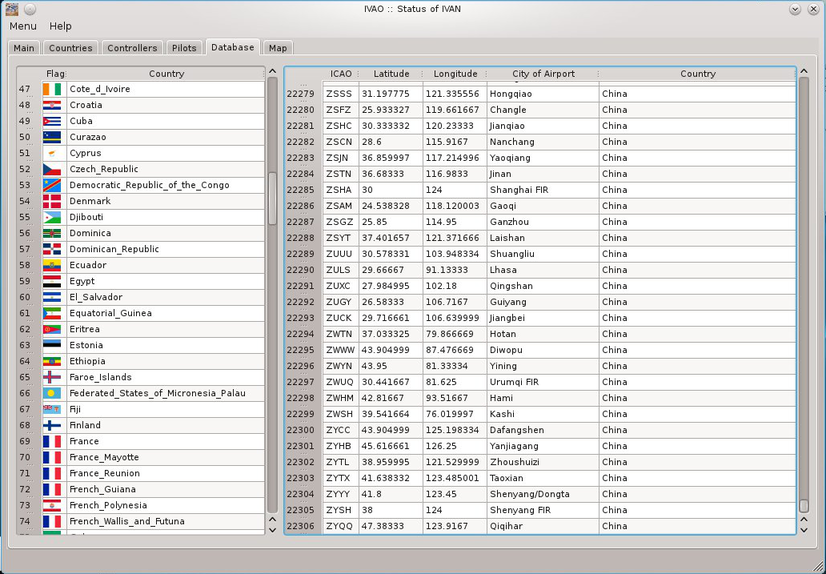 IVAO :: Status of IVAN
Menu Help
Main Countries Controllers Pilots Database Map
Flag Country
47 Cote_d_Ivoire
48 Croatia
49 Cuba
50 Curazao
51 Cyprus
52 Czech_Republic
53 Democratic_Republic_of_the_Congo
54 Denmark
55 Djibouti
56 Dominica
57 Dominican_Republic
58 Ecuador
59 Egypt
60 El_Salvador
61 Equatorial_Guinea
62 Eritrea
63 Estonia
64 Ethiopia
65 Faroe_Islands
66 Federated_States_of_Micronesia_Palau
67 Fiji
68 Finland
69 France
70 France_Mayotte
71 France_Reunion
72 French_Guiana
73 French_Polynesia
74 French_Wallis_and_Futuna
ICAO Latitude Longitude City of Airport Country
22279 ZSSS 31.197775 121.335556 Hongqiao China
22280 ZSFZ 25.933327 119.661667 Changle China
22281 ZSHC 30.333332 120.23333 Jianqiao China
22282 ZSCN 28.6 115.9167 Nanchang China
22283 ZSJN 36.859997 117.214996 Yaoqiang China
22284 ZSTN 36.68333 116.9833 Jinan China
22285 ZSHA 30 124 Shanghai FIR China
22286 ZSAM 24.538328 118.120003 Gaoqi China
22287 ZSGZ 25.85 114.95 Ganzhou China
22288 ZSYT 37.401657 121.371666 Laishan China
22289 ZUUU 30.578331 103.948334 Shuangliu China
22290 ZULS 29.66667 91.13333 Lhasa China
22291 ZUXC 27.984995 102.18 Qingshan China
22292 ZUGY 26.58333 106.7167 Guiyang China
22293 ZUCK 29.716661 106.639999 Jiangbei China
22294 ZWTN 37.033325 79.866669 Hotan China
22295 ZWWW 43.904999 87.476669 Diwopu China
22296 ZWYN 43.95 81.33334 Yining China
22297 ZWUQ 30.441667 81.625 Urumqi FIR China
22298 ZWHM 42.81667 93.51667 Hami China
22299 ZWSH 39.541664 76.019997 Kashi China
22300 ZYCC 43.904999 125.198334 Dafangshen China
22301 ZYHB 45.616661 126.25 Yanjiagang China
22302 ZYTL 38.959995 121.529999 Zhoushuizi China
22303 ZYTX 41.638332 123.485001 Taoxian China
22304 ZYYY 41.8 123.45 Shenyang/Dongta China
22305 ZYSH 38 124 Shenyang FIR China
22306 ZYQQ 47.38333 123.9167 Qiqihar China